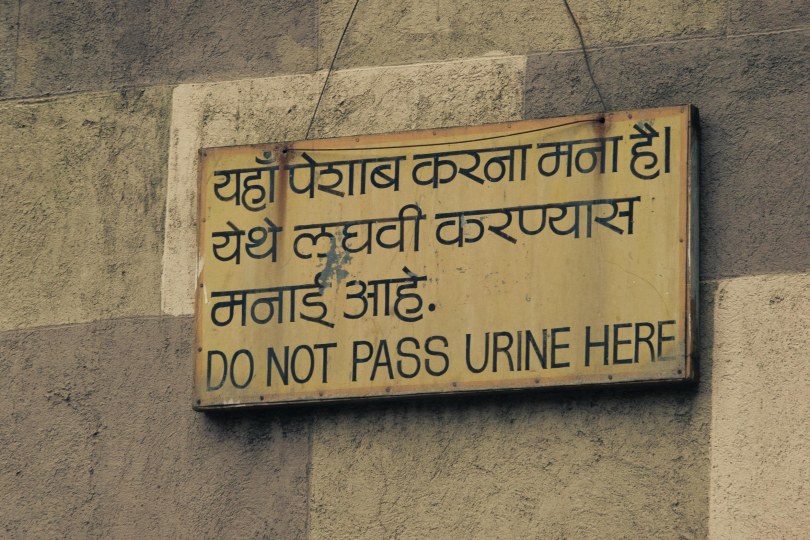 यहाँ पेशाब करना मना है।
येथे लघवी करण्यास
मनाई आहे.
DO NOT PASS URINE HERE